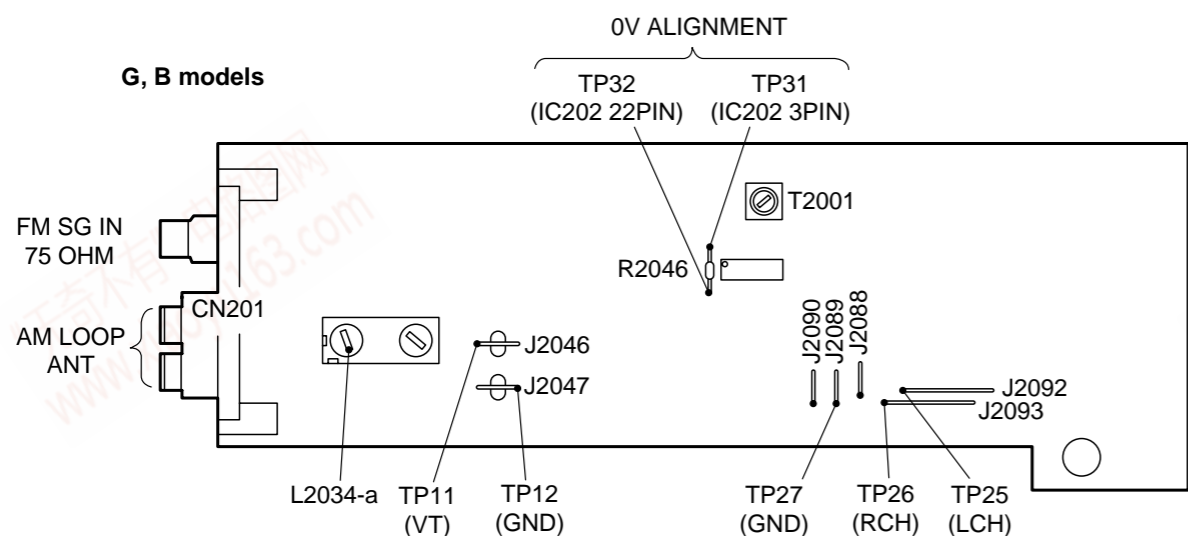 0V ALIGNMENT
G, B models
TP32
(IC202 22PIN)
TP31
(IC202 3PIN)
T2001
FM SG IN
75 OHM
R2046
CN201
AM LOOP
ANT
J2046
J2047
J2090
J2089
J2088
J2092
J2093
L2034-a
TP11
(VT)
TP12
(GND)
TP27
(GND)
TP26
(RCH)
TP25
(LCH)